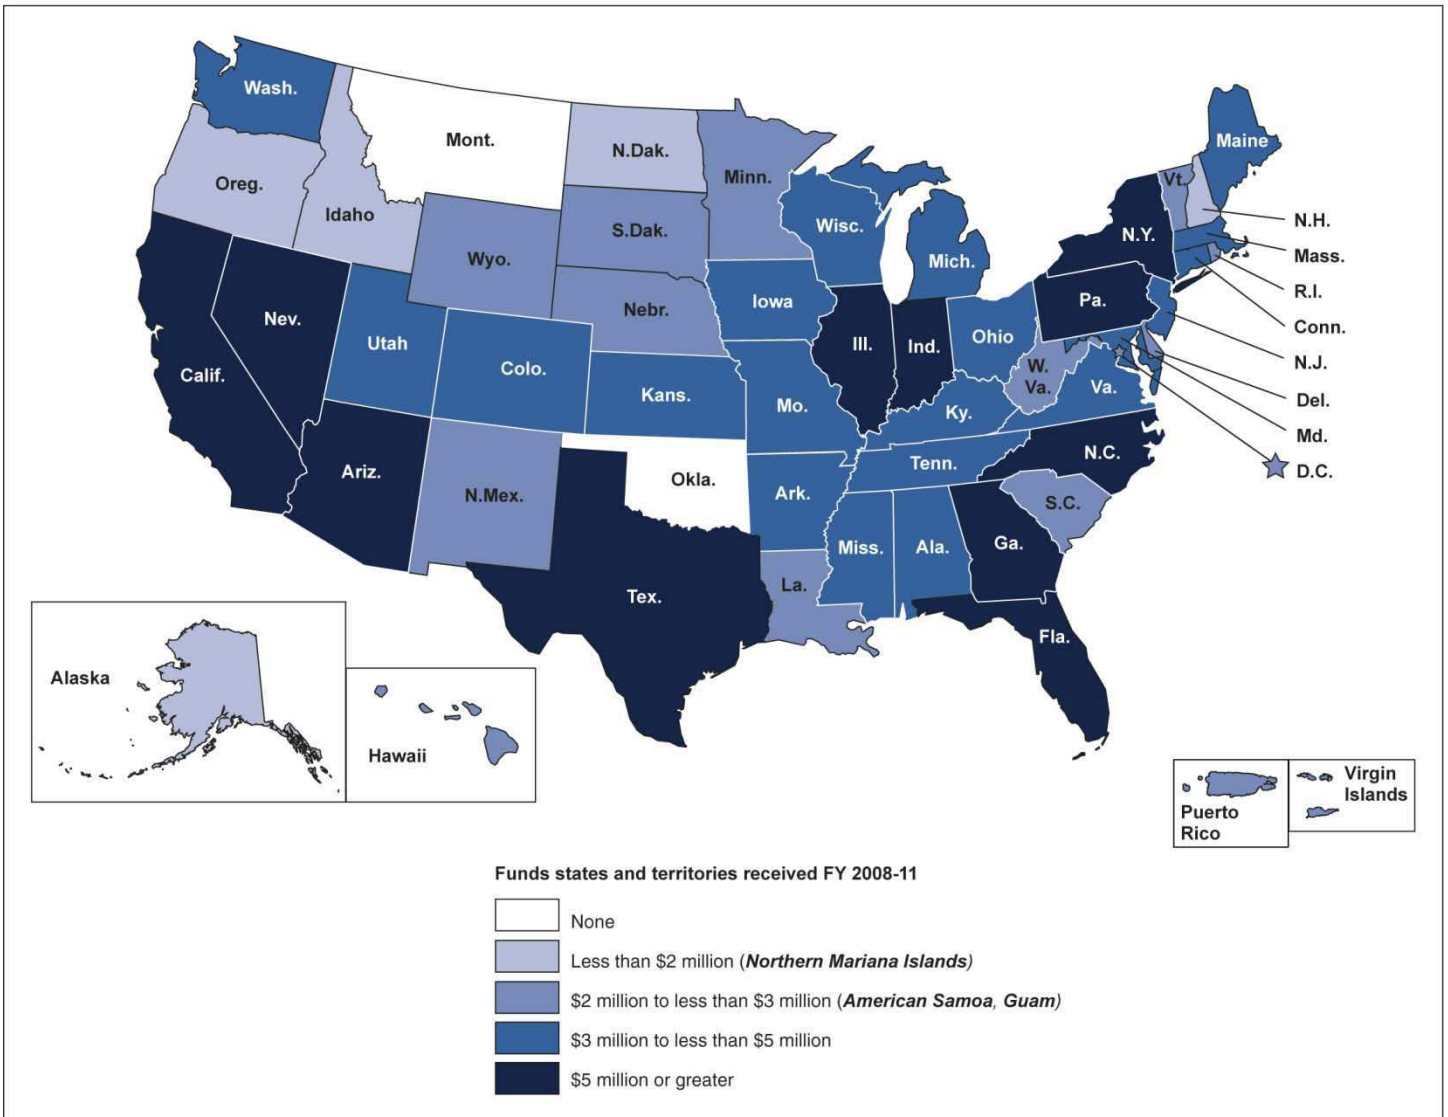 Wash.
Mont.
N.Dak.
Minn.
Maine
Oreg.
Idaho
Vt.
S.Dak.
Wisc.
N.Y.
N.H.
Wyo.
Mich.
Mass.
Nebr.
Iowa
Pa.
R.I.
Nev.
Utah
Ill.
Ind.
Ohio
Conn.
Calif.
Colo.
W.
Va.
N.J.
Kans.
Mo.
Ky.
Va.
Del.
Ariz.
N.Mex.
Okla.
Ark.
Tenn.
N.C.
Md.
D.C.
S.C.
Miss.
Ala.
Ga.
Tex.
La.
Fla.
Alaska
Hawaii
Puerto
Rico
Virgin
Islands
Funds states and territories received FY 2008-11
None
Less than $2 million (Northern Mariana Islands)
$2 million to less than $3 million (American Samoa, Guam)
$3 million to less than $5 million
$5 million or greater